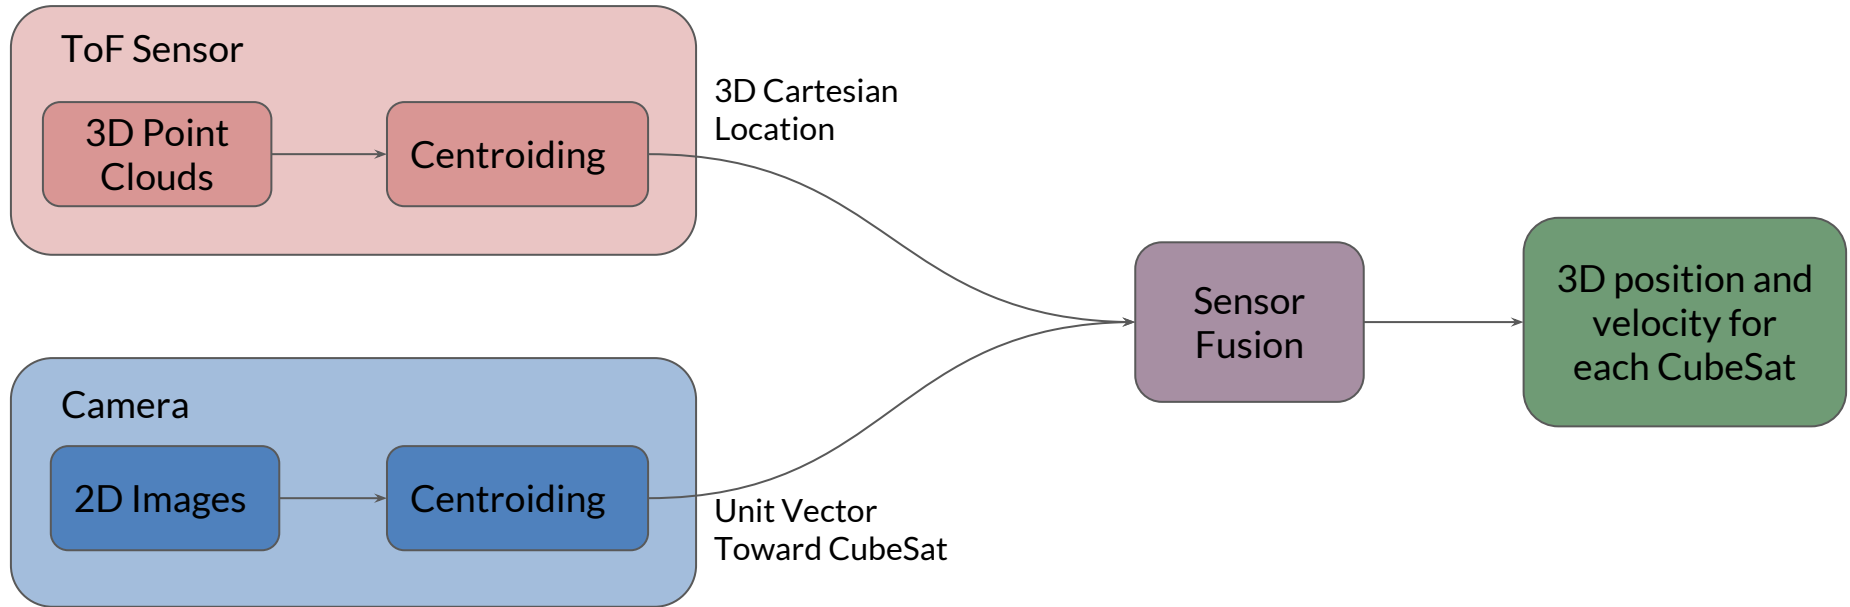 ToF Sensor
3D Point
Clouds
Centroiding
3D Cartesian
Location
Camera
2D Images
Centroiding
Unit Vector
Toward CubeSat
Sensor
Fusion
3D position and
velocity for
each CubeSat